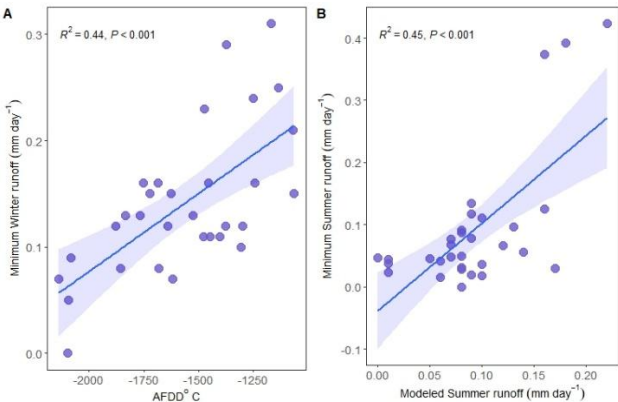 A
R² = 0.44, P < 0.001
Minimum Winter runoff (mm day⁻¹)
0.3
0.2
0.1
0.0
-2000 -1750 -1500 -1250
AFDD° C
B
R² = 0.45, P < 0.001
Minimum Summer runoff (mm day⁻¹)
0.4
0.3
0.2
0.1
0.0
-0.1
0.00 0.05 0.10 0.15 0.20
Modeled Summer runoff (mm day⁻¹)